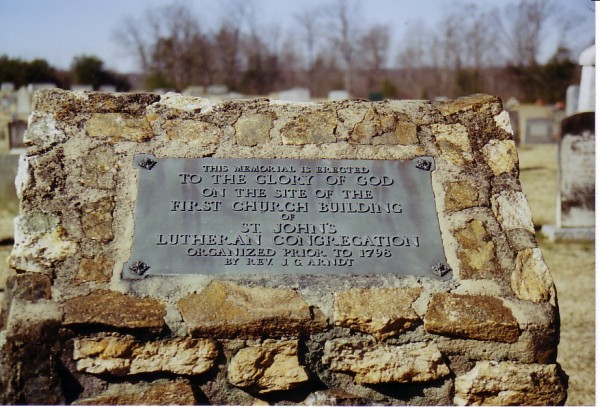 THIS MEMORIAL IS ERECTED
TO THE GLORY OF GOD
ON THE SITE OF THE
FIRST CHURCH BUILDING
OF
ST. JOHN'S
LUTHERAN CONGREGATION
ORGANIZED PRIOR TO 1798
BY REV. J. G. ARNDT